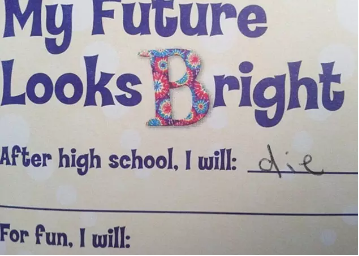 My Future
Looks Bright
After high school, I will: die
For fun, I will: